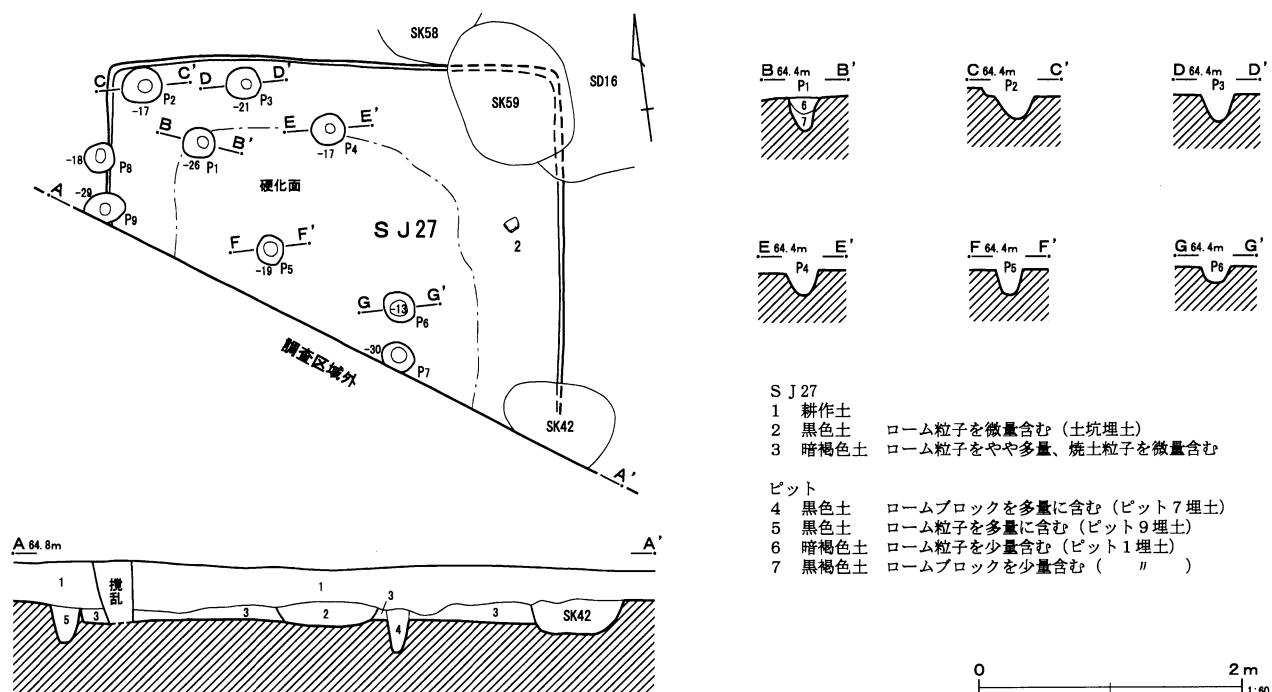 SK58
SD16
SK59
C C' D D'
P2 P3
-17 -21
B B' E E'
-26 P1 -17 P4
-18 P8
硬化面
-29
A P9
SJ27
2
F F'
-19 P5
G G'
-13 P6
-30
P7
調査区域外
SK42
A'
B 64.4m B'
P1
6
7
C 64.4m C'
P2
D 64.4m D'
P3
E 64.4m E'
P4
F 64.4m F'
P5
G 64.4m G'
P6
SJ27
1 耕作土
2 黒色土 ローム粒子を微量含む（土坑埋土）
3 暗褐色土 ローム粒子をやや多量、焼土粒子を微量含む
ピット
4 黒色土 ロームブロックを多量に含む（ピット７埋土）
5 黒色土 ローム粒子を多量に含む（ピット９埋土）
6 暗褐色土 ローム粒子を少量含む（ピット１埋土）
7 黒褐色土 ロームブロックを少量含む（ 〃 ）
A 64.8m A'
1 撹乱 1
5 3 3 2 3 4 3 SK42
0 2m
1:60